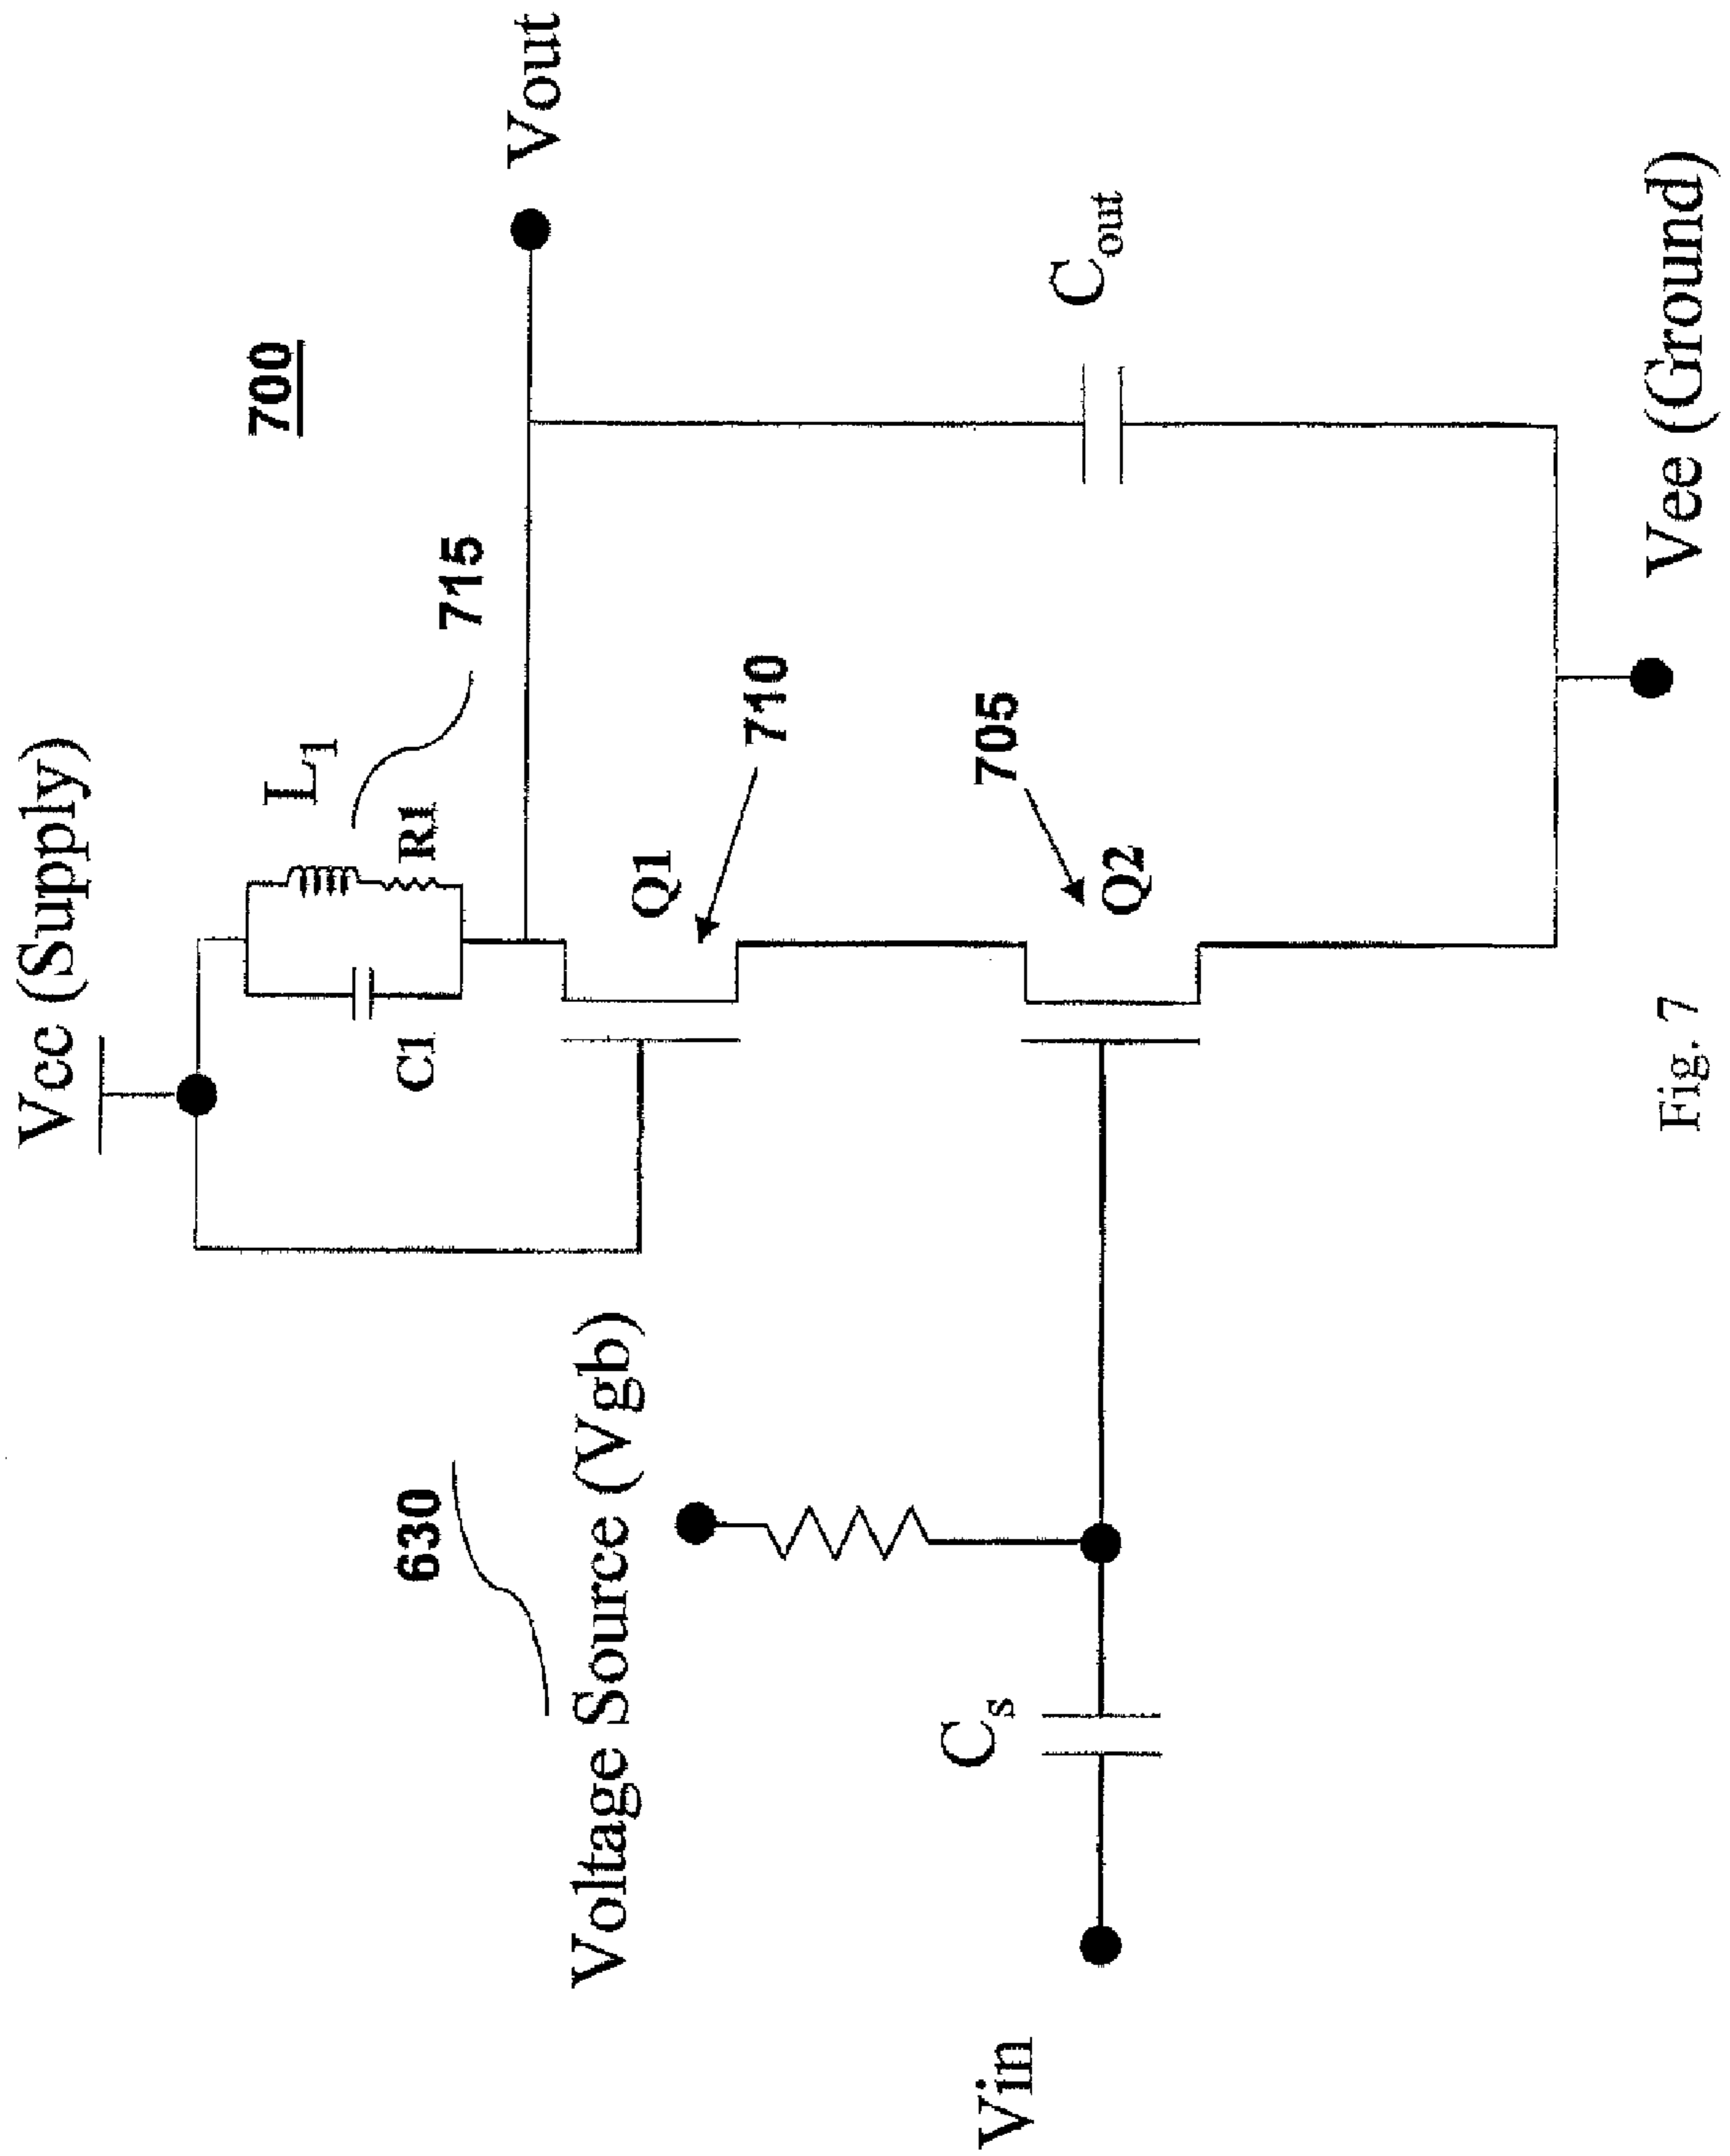 Vcc (Supply)
700
L1
C1
R1
715
Vout
630
Voltage Source (Vgb)
Q1
710
Vin
Cs
705
Q2
Cout
Vee (Ground)
Fig. 7